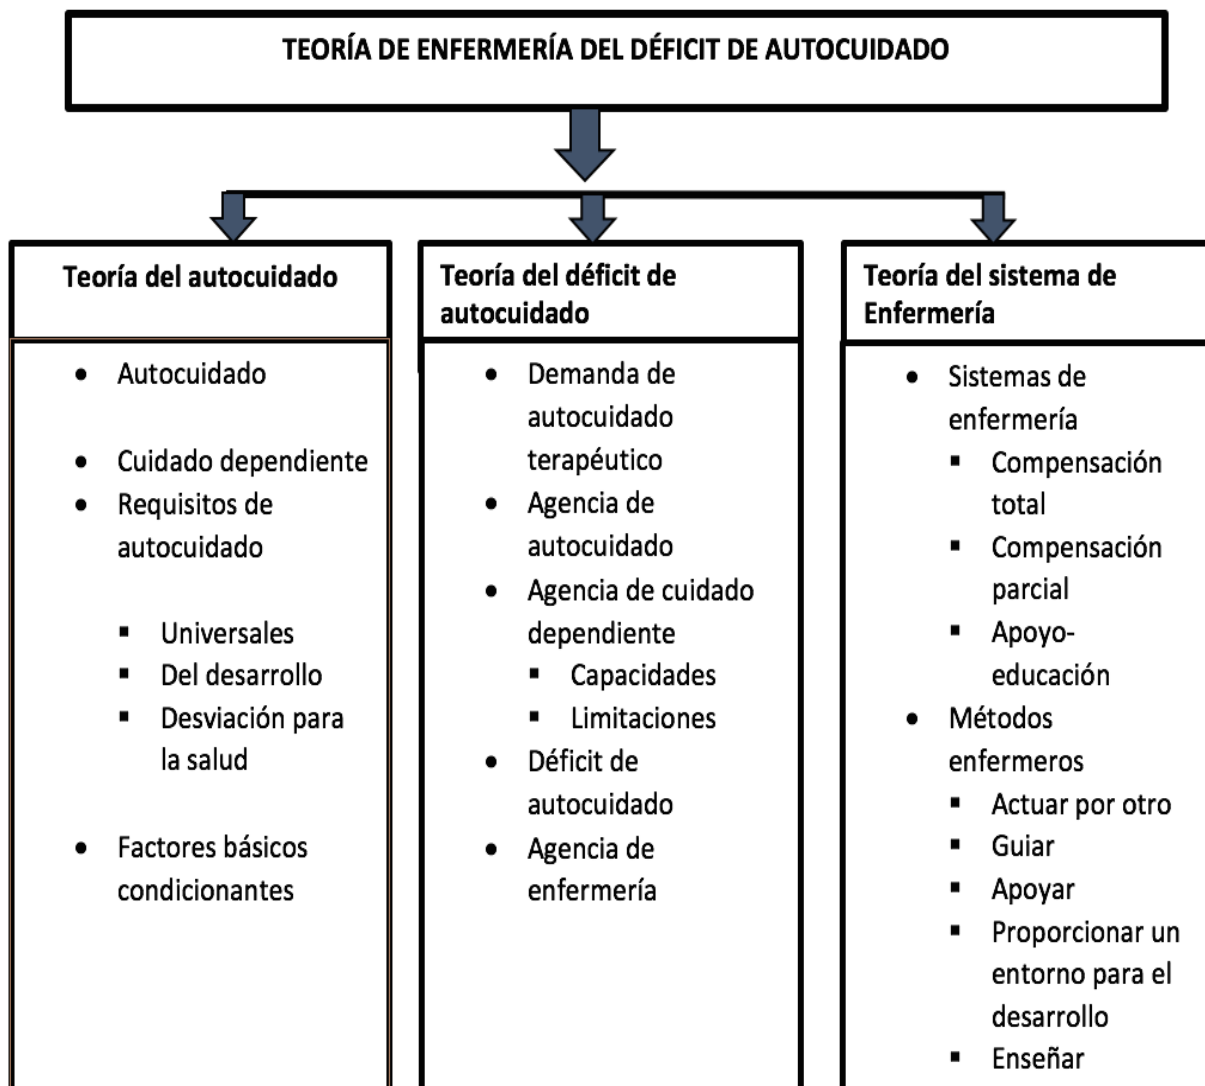 TEORÍA DE ENFERMERÍA DEL DÉFICIT DE AUTOCUIDADO
Teoría del autocuidado
• Autocuidado
• Cuidado dependiente
• Requisitos de
autocuidado
▪ Universales
▪ Del desarrollo
▪ Desviación para
la salud
• Factores básicos
condicionantes
Teoría del déficit de
autocuidado
• Demanda de
autocuidado
terapéutico
• Agencia de
autocuidado
• Agencia de cuidado
dependiente
▪ Capacidades
▪ Limitaciones
• Déficit de
autocuidado
• Agencia de
enfermería
Teoría del sistema de
Enfermería
• Sistemas de
enfermería
▪ Compensación
total
▪ Compensación
parcial
▪ Apoyo-
educación
• Métodos
enfermeros
▪ Actuar por otro
▪ Guiar
▪ Apoyar
▪ Proporcionar un
entorno para el
desarrollo
▪ Enseñar